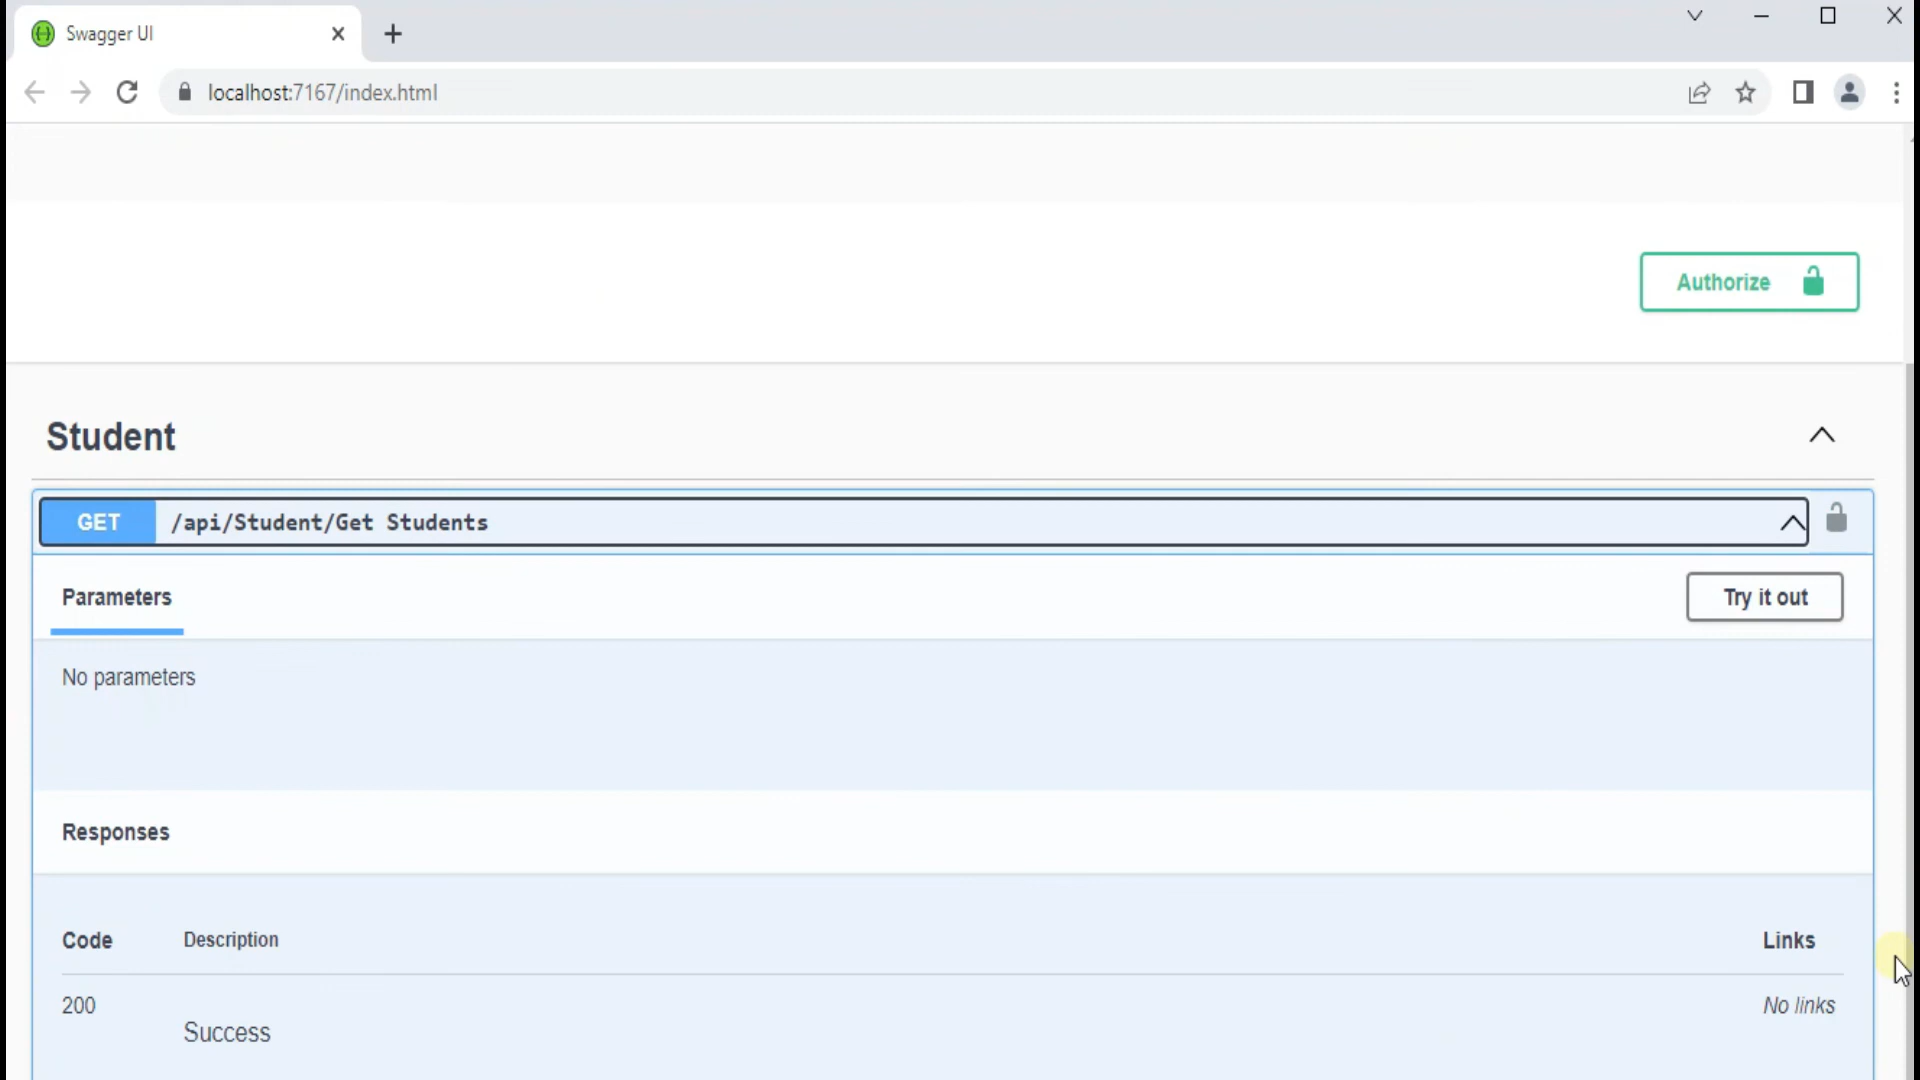 Swagger UI
localhost:7167/index.html
Authorize
Student
GET /api/Student/Get Students
Parameters
Try it out
No parameters
Responses
Code Description Links
200 No links
Success